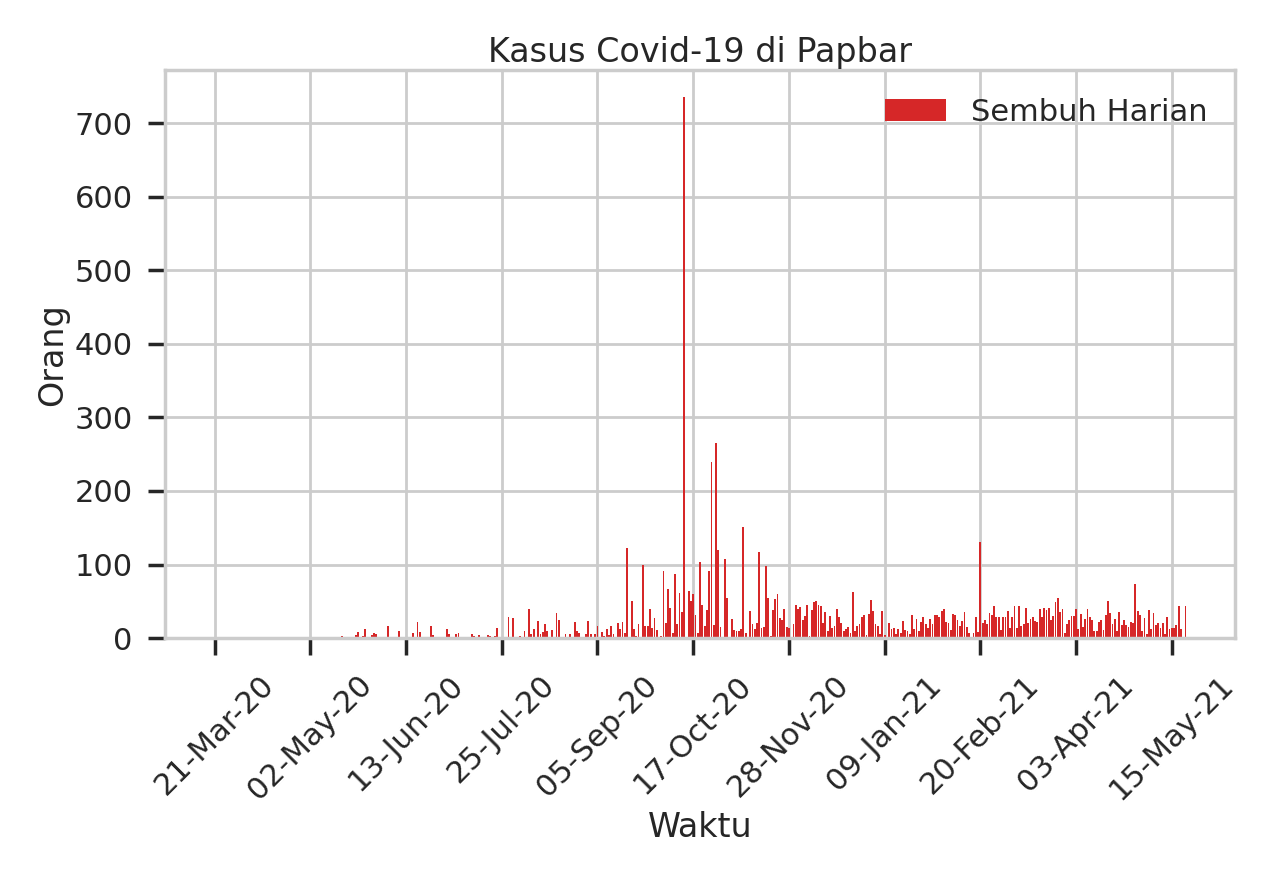 Kasus Covid-19 di Papbar
Sembuh Harian
Orang
700
600
500
400
300
200
100
0
21-Mar-20
02-May-20
13-Jun-20
25-Jul-20
05-Sep-20
17-Oct-20
28-Nov-20
09-Jan-21
20-Feb-21
03-Apr-21
15-May-21
Waktu